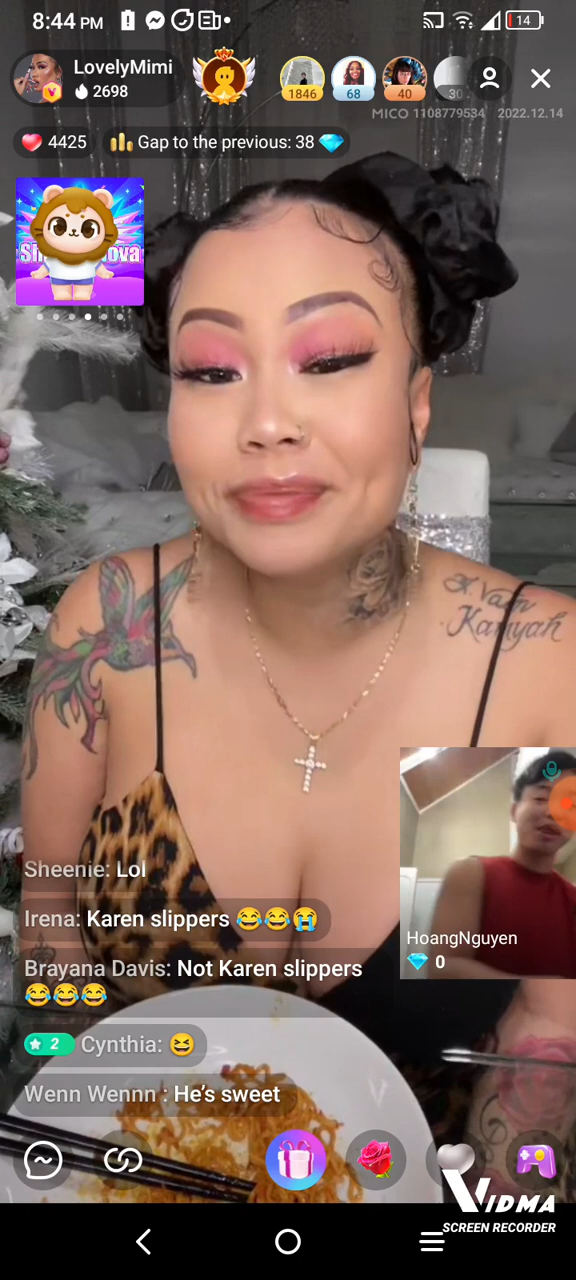 8:44 PM
14
LovelyMimi
2698
1846
68
40
30
MICO 1108779534 2022.12.14
4425
Gap to the previous: 38
Kanyah
Sheenie: Lol
Irena: Karen slippers 😂😂😭
Brayana Davis: Not Karen slippers
😂😂😂
HoangNguyen
0
2 Cynthia: 😆
Wenn Wennn : He's sweet
VIDMA
SCREEN RECORDER